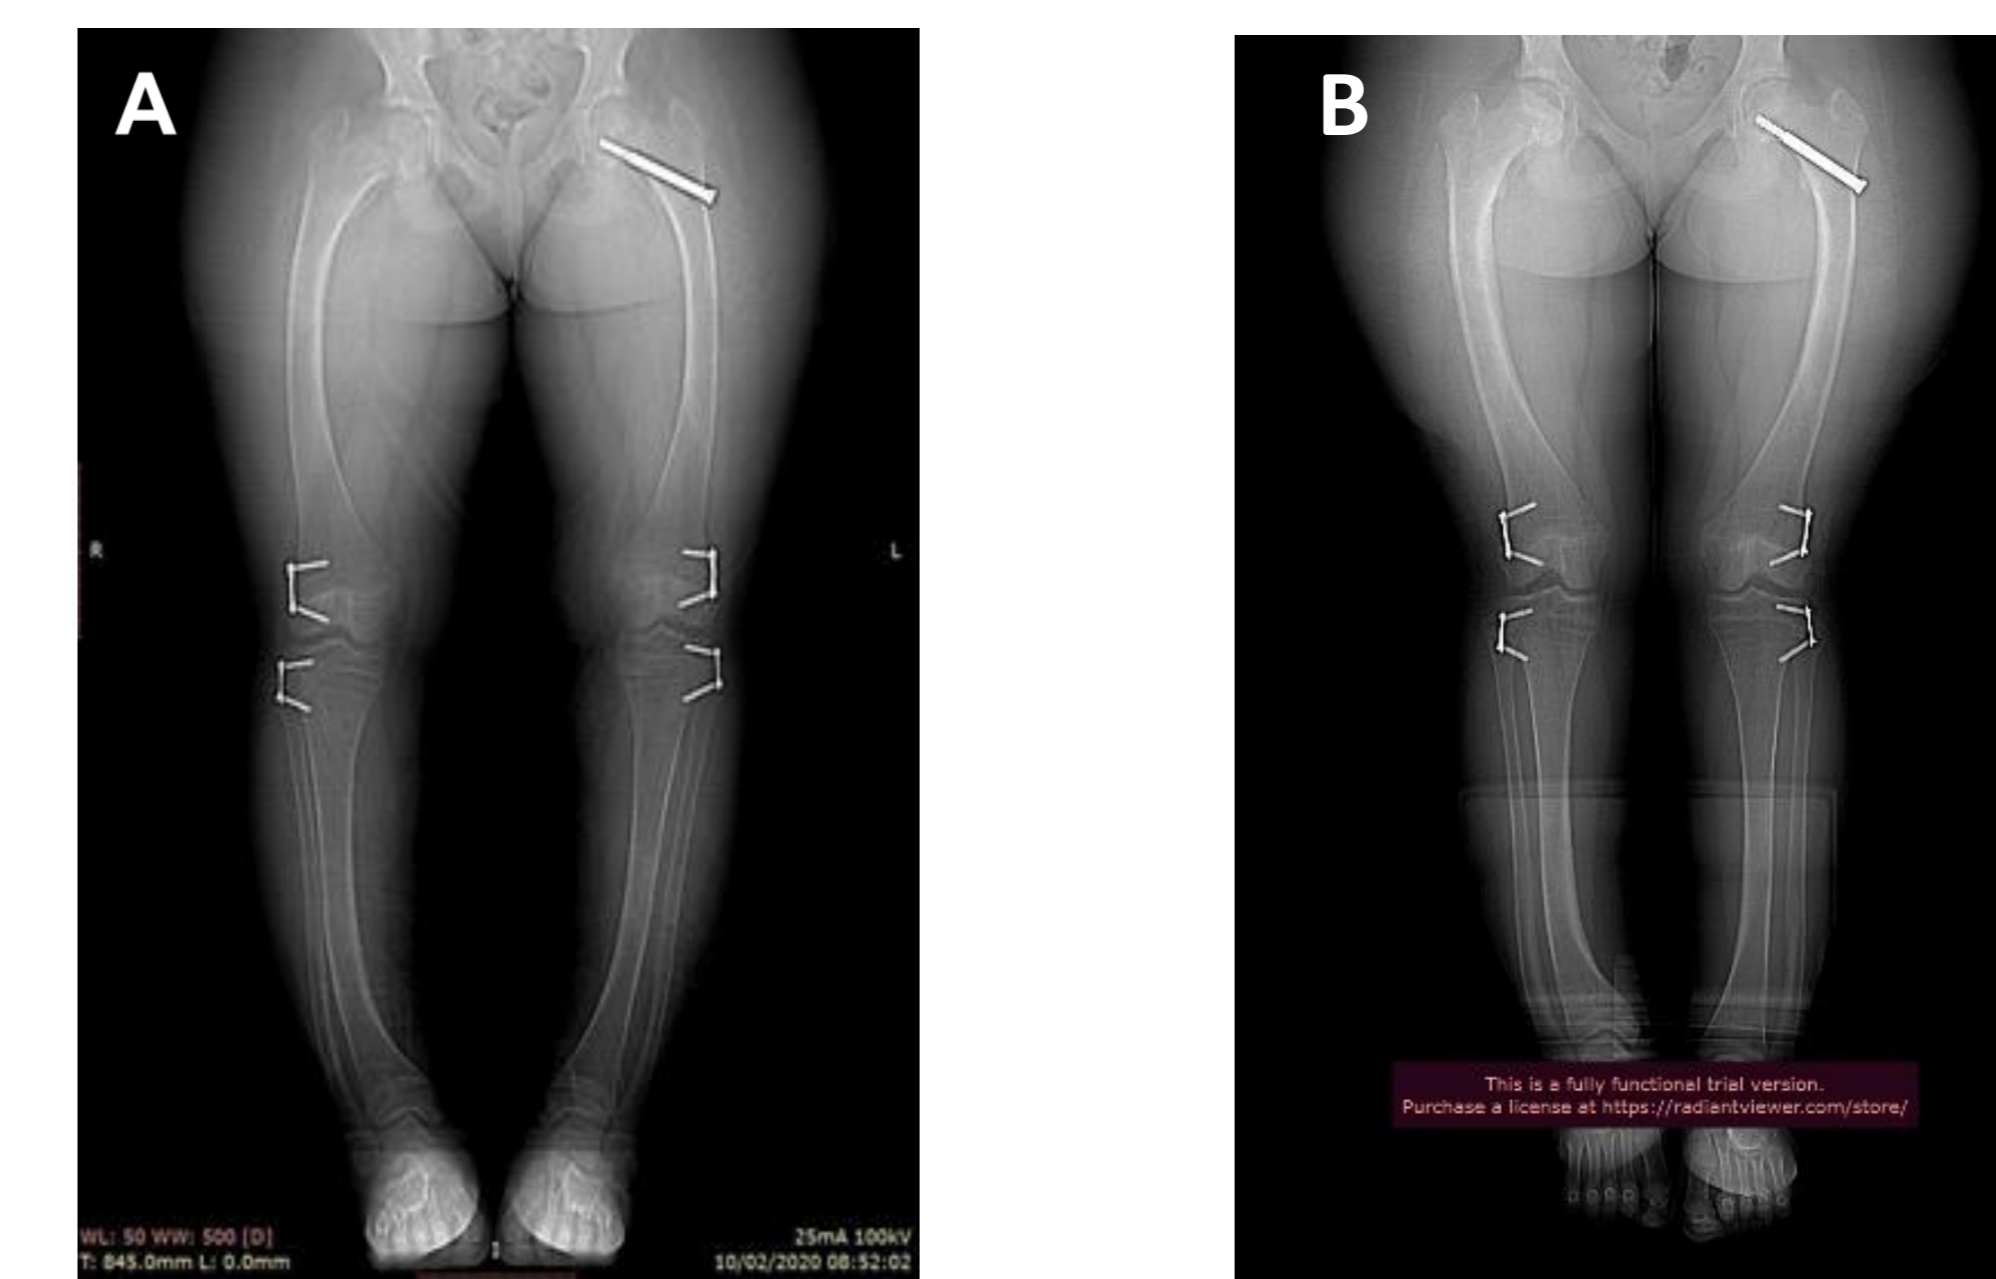 A
B
R
L
WL: 50 WW: 500 [D]
T: 845.0mm L: 0.0mm
25mA 100kV
10/02/2020 08:52:02
This is a fully functional trial version.
Purchase a license at https://radiantviewer.com/store/